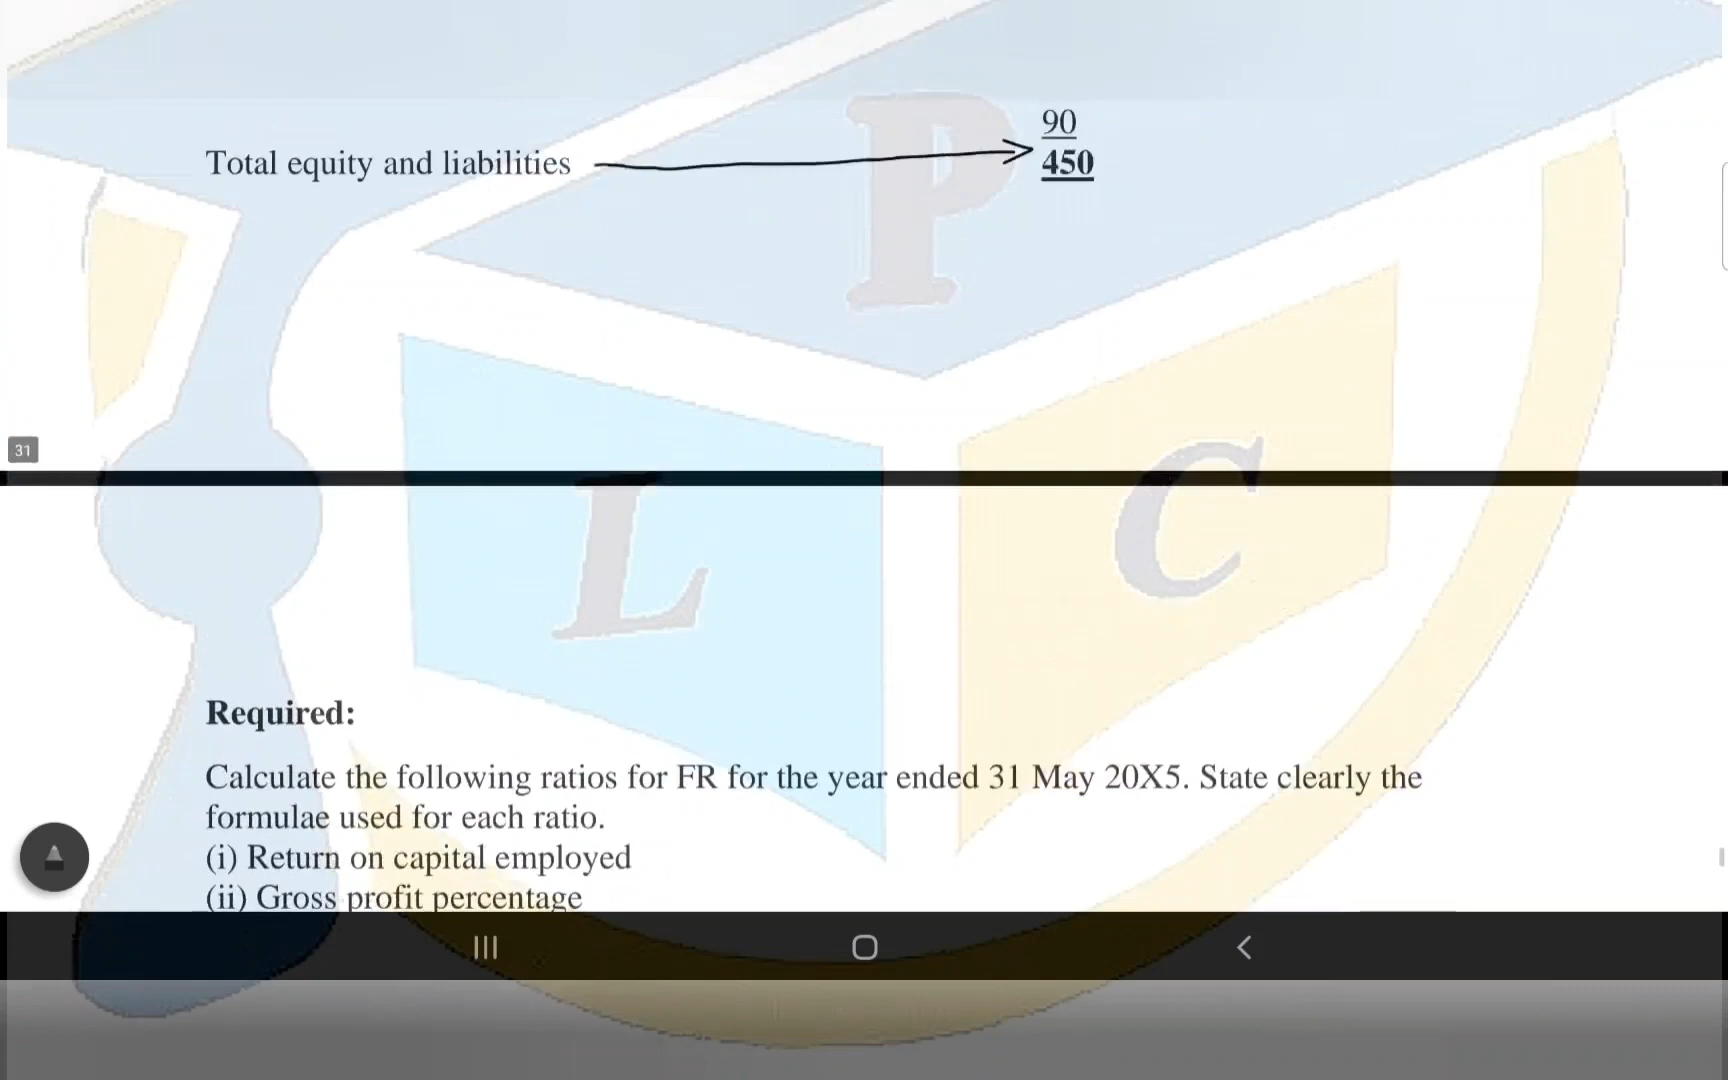 90
Total equity and liabilities 450
P
31
L C
Required:
Calculate the following ratios for FR for the year ended 31 May 20X5. State clearly the
formulae used for each ratio.
(i) Return on capital employed
(ii) Gross profit percentage